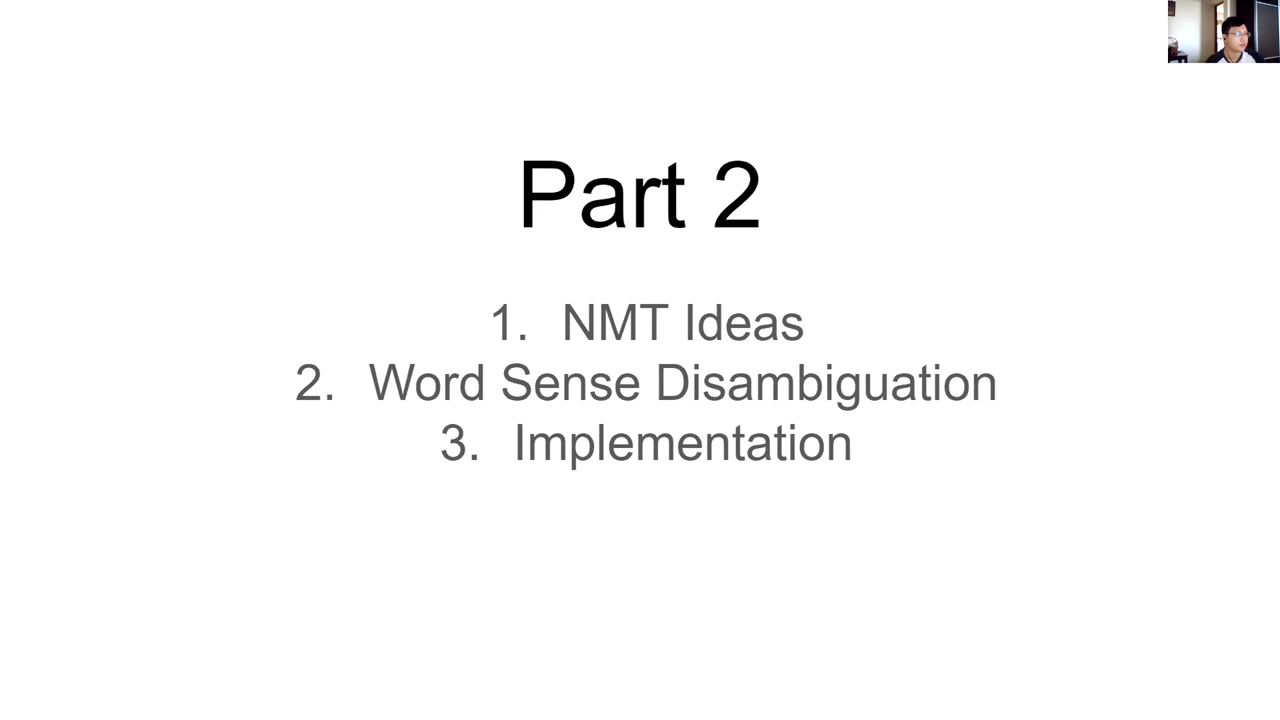 Part 2
1. NMT Ideas
2. Word Sense Disambiguation
3. Implementation